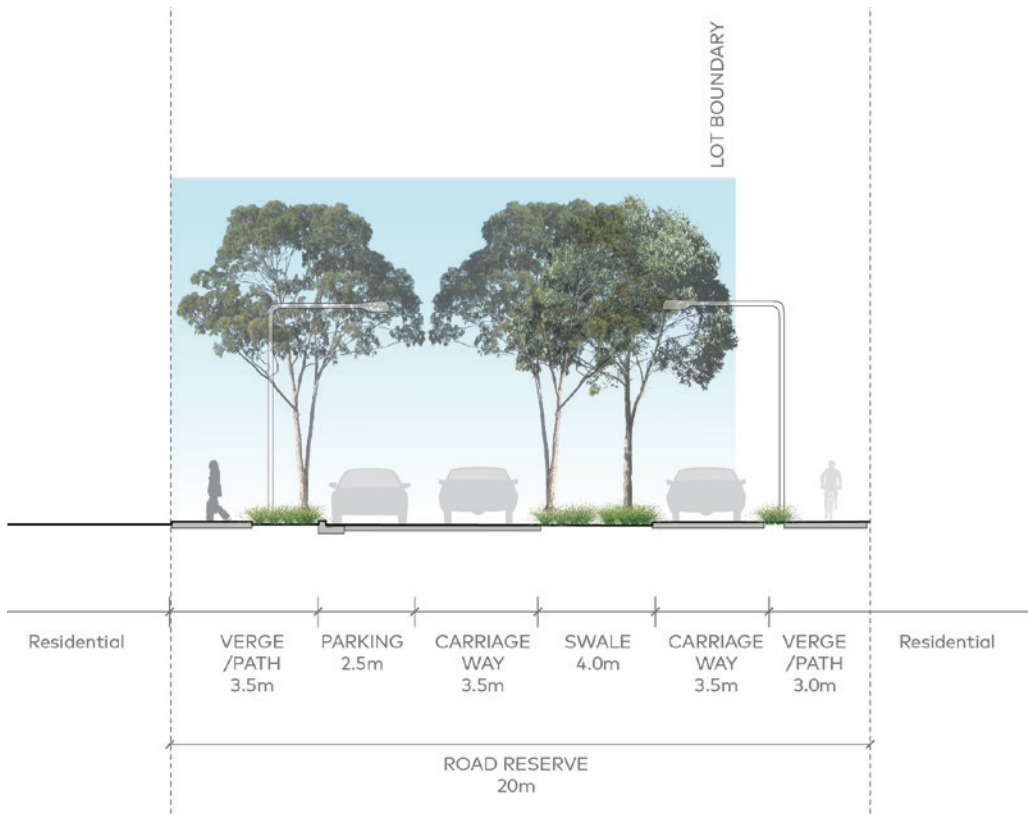 LOT BOUNDARY
Residential
VERGE
/PATH
3.5m
PARKING
2.5m
CARRIAGE
WAY
3.5m
SWALE
4.0m
CARRIAGE
WAY
3.5m
VERGE
/PATH
3.0m
Residential
ROAD RESERVE
20m